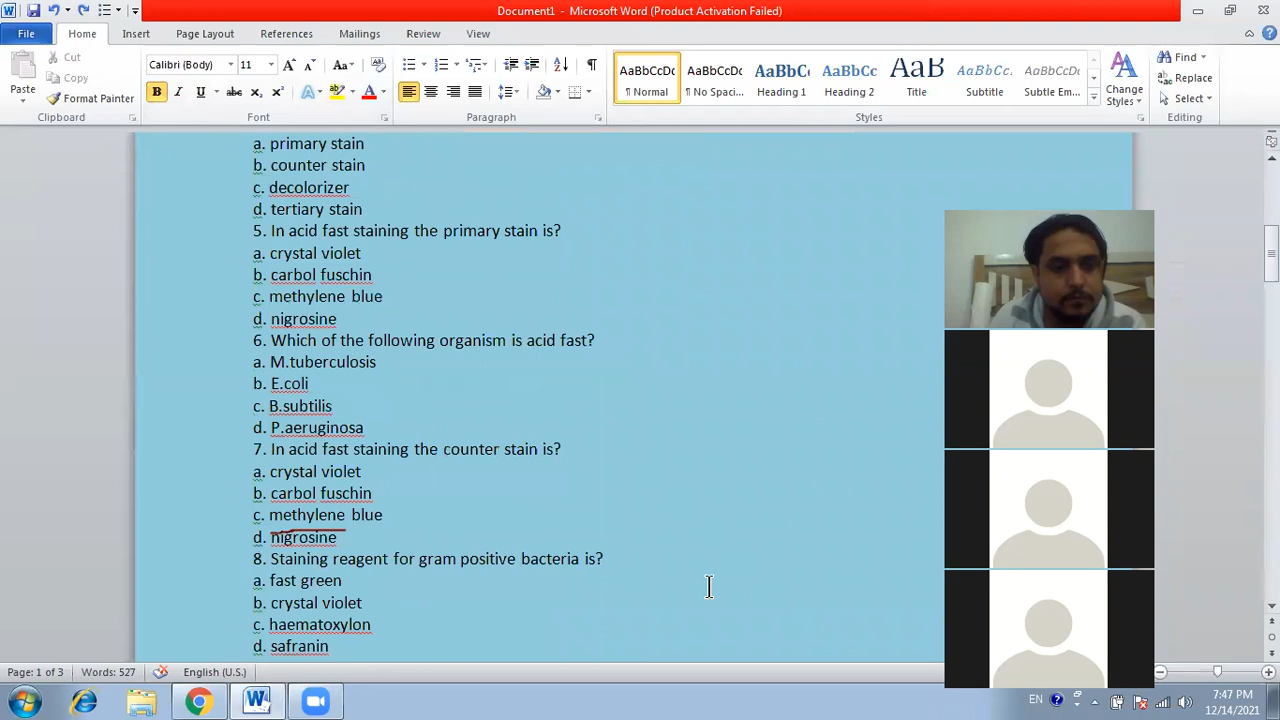 Document1 - Microsoft Word (Product Activation Failed)
File Home Insert Page Layout References Mailings Review View
Cut
Copy
Format Painter
Paste
Calibri (Body) 11
AaBbCcDc AaBbCcDc AaBbCc AaBbCc AaB AaBbCc. AaBbCcDc
¶ Normal ¶ No Spaci... Heading 1 Heading 2 Title Subtitle Subtle Em...
Change Styles
Find
Replace
Select
Clipboard Font Paragraph Styles Editing
a. primary stain
b. counter stain
c. decolorizer
d. tertiary stain
5. In acid fast staining the primary stain is?
a. crystal violet
b. carbol fuschin
c. methylene blue
d. nigrosine
6. Which of the following organism is acid fast?
a. M.tuberculosis
b. E.coli
c. B.subtilis
d. P.aeruginosa
7. In acid fast staining the counter stain is?
a. crystal violet
b. carbol fuschin
c. methylene blue
d. nigrosine
8. Staining reagent for gram positive bacteria is?
a. fast green
b. crystal violet
c. haematoxylon
d. safranin
Page: 1 of 3 Words: 527 English (U.S.)
EN
7:47 PM
12/14/2021